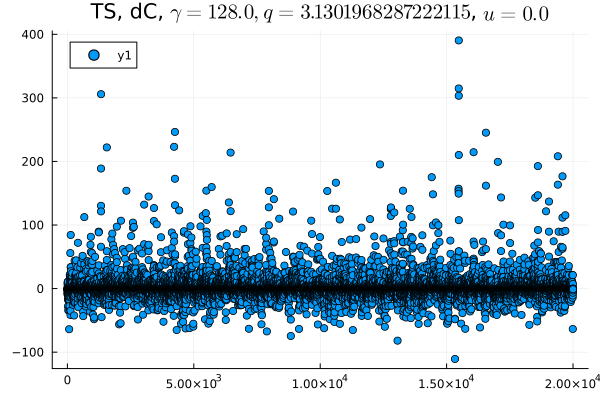 TS, dC, γ = 128.0, q = 3.1301968287222115, u = 0.0
400
y1
300
200
100
0
−100
0 5.00×10³ 1.00×10⁴ 1.50×10⁴ 2.00×10⁴